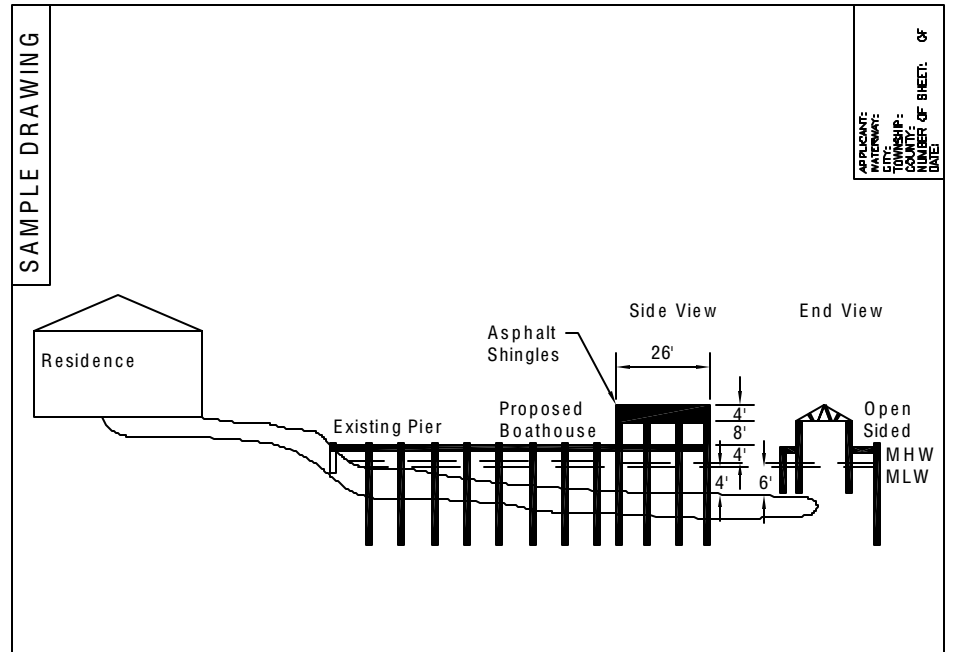 SAMPLE DRAWING
APPLICANT:
WATERWAY:
CITY:
TOWNSHIP:
COUNTY:
NUMBER OF SHEET: OF
DATE:
Side View
End View
Asphalt
Shingles
26'
Residence
Existing Pier
Proposed
Boathouse
4'
8'
4'
4'
6'
Open
Sided
MHW
MLW